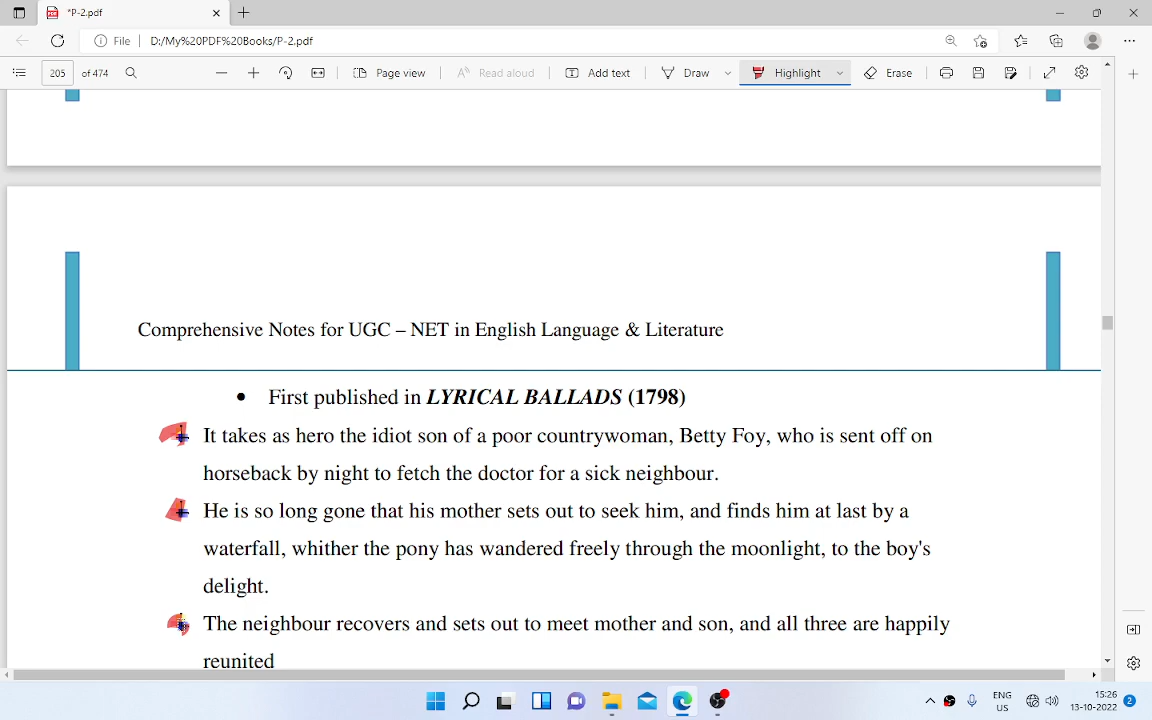 *P-2.pdf
File D:/My%20PDF%20Books/P-2.pdf
205 of 474 Page view Read aloud Add text Draw Highlight Erase
Comprehensive Notes for UGC – NET in English Language & Literature
• First published in LYRICAL BALLADS (1798)
It takes as hero the idiot son of a poor countrywoman, Betty Foy, who is sent off on
horseback by night to fetch the doctor for a sick neighbour.
He is so long gone that his mother sets out to seek him, and finds him at last by a
waterfall, whither the pony has wandered freely through the moonlight, to the boy's
delight.
The neighbour recovers and sets out to meet mother and son, and all three are happily
reunited
ENG
US
15:26
13-10-2022
2